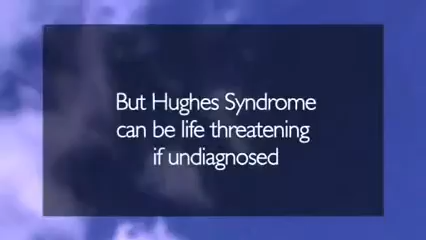 But Hughes Syndrome
can be life threatening
if undiagnosed